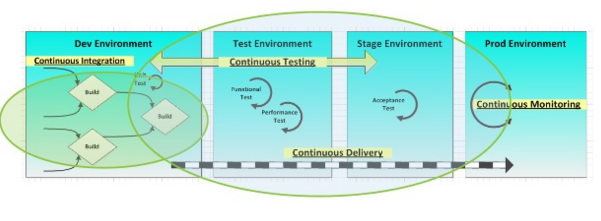 Dev Environment
Test Environment
Stage Environment
Prod Environment
Continuous Integration
Continuous Testing
Unit
Test
Build
Build
Build
Functional
Test
Performance
Test
Acceptance
Test
Continuous Monitoring
Continuous Delivery